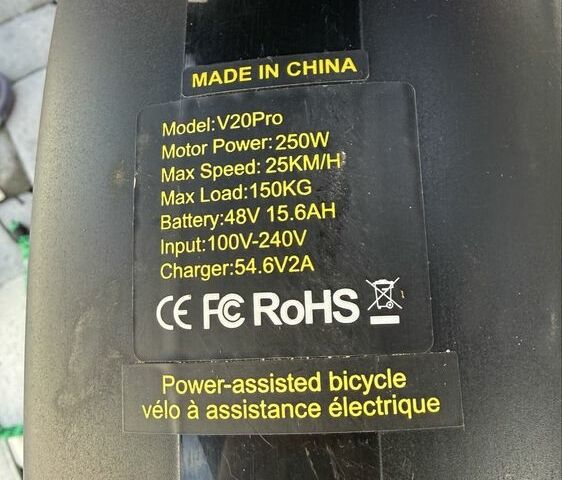 MADE IN CHINA
Model:V20Pro
Motor Power:250W
Max Speed: 25KM/H
Max Load:150KG
Battery:48V 15.6AH
Input:100V-240V
Charger:54.6V2A
CE FC RoHS
Power-assisted bicycle
vélo à assistance électrique